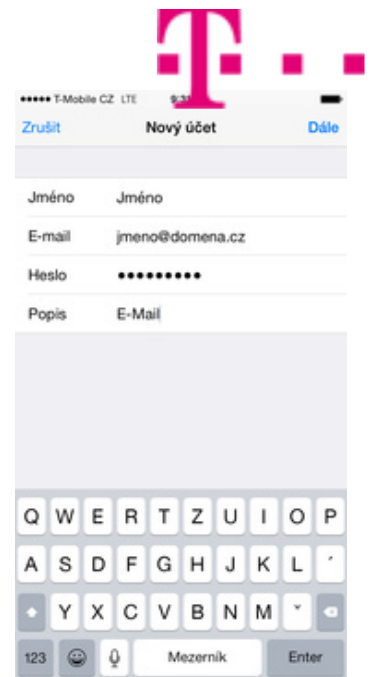 T
T-Mobile CZ LTE
Zrušit Nový účet Dále
Jméno Jméno
E-mail jmeno@domena.cz
Heslo •••••••••
Popis E-Mail
Q W E R T Z U I O P
A S D F G H J K L ´
Y X C V B N M ˇ
123 Mezerník Enter